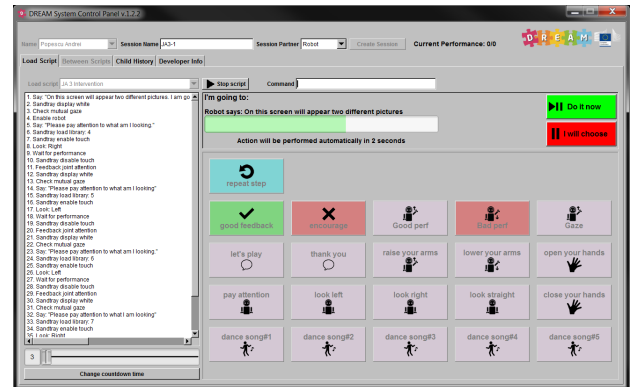 DREAM System Control Panel v.1.2.2
Name Popescu Andrei Session Name JA3-1 Session Partner Robot Create Session Current Performance: 0/0
DREAM
Load Script Between Scripts Child History Developer Info
Load script JA 3 Intervention Stop script Command
1. Say: "On this screen will appear two different pictures. I am go
2. Sandtray display white
3. Check mutual gaze
4. Enable robot
5. Say: "Please pay attention to what am I looking."
6. Sandtray load library: 4
7. Sandtray enable touch
8. Look: Right
9. Wait for performance
10. Sandtray disable touch
11. Feedback joint attention
12. Sandtray display white
13. Check mutual gaze
14. Say: "Please pay attention to what am I looking"
15. Sandtray load library: 5
16. Sandtray enable touch
17. Look: Left
18. Wait for performance
19. Sandtray disable touch
20. Feedback joint attention
21. Sandtray display white
22. Check mutual gaze
23. Say: "Please pay attention to what am I looking."
24. Sandtray load library: 6
25. Sandtray enable touch
26. Look: Left
27. Wait for performance
28. Sandtray disable touch
29. Feedback joint attention
30. Sandtray display white
31. Check mutual gaze
32. Say: "Please pay attention to what am I looking"
33. Sandtray load library: 7
34. Sandtray enable touch
35. Look: Right
3
Change countdown time
I'm going to:
Robot says: On this screen will appear two different pictures
Action will be performed automatically in 2 seconds
Do it now
I will choose
repeat step
good feedback encourage Good perf Bad perf Gaze
let's play thank you raise your arms lower your arms open your hands
pay attention look left look right look straight close your hands
dance song#1 dance song#2 dance song#3 dance song#4 dance song#5